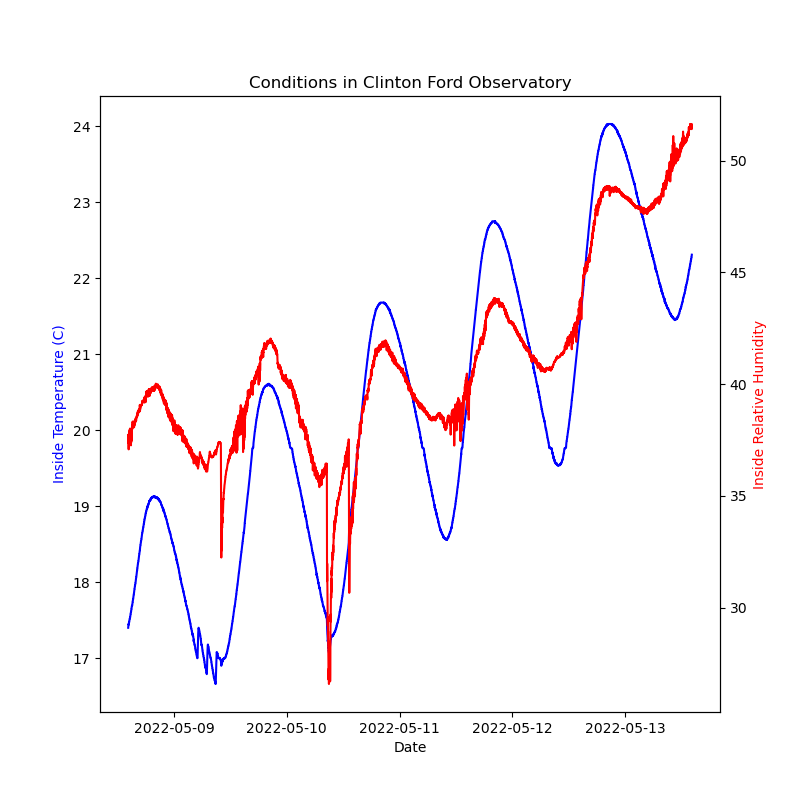 Conditions in Clinton Ford Observatory
24
23
22
21
20
19
18
17
Inside Temperature (C)
50
45
40
35
30
Inside Relative Humidity
2022-05-09 2022-05-10 2022-05-11 2022-05-12 2022-05-13
Date